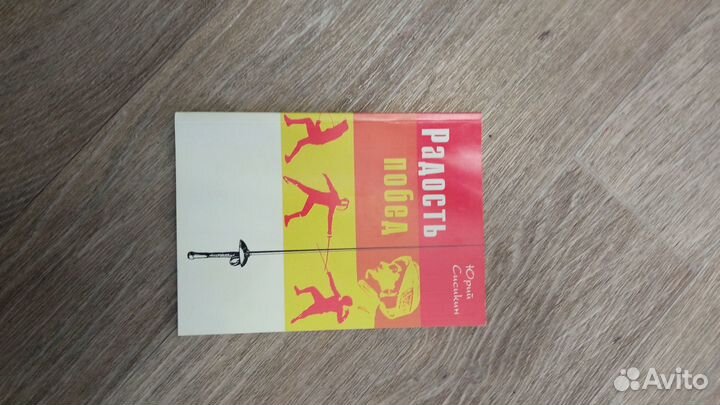 Юрий
Сисикин
Радость
побед
Avito